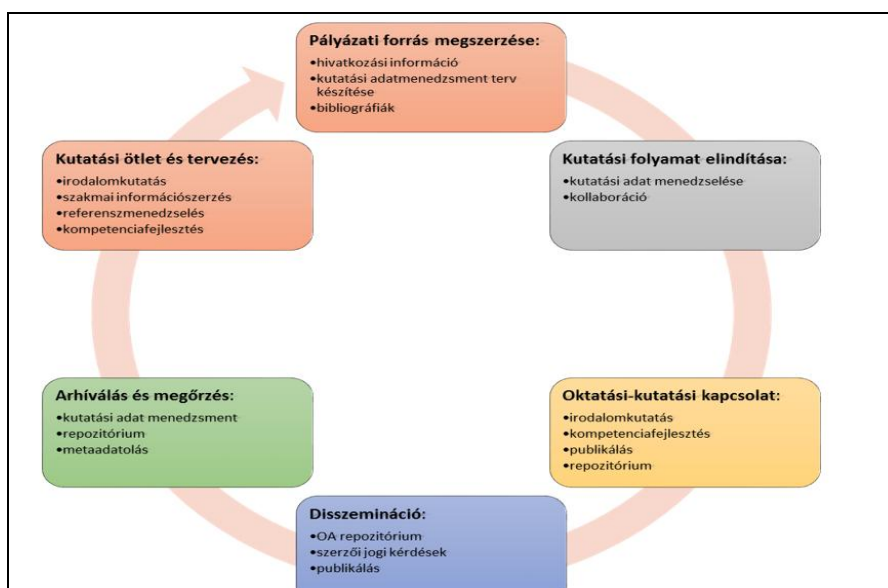 Pályázati forrás megszerzése:
•hivatkozási információ
•kutatási adatmenedzsment terv
készítése
•bibliográfiák
Kutatási folyamat elindítása:
•kutatási adat menedzselése
•kollaboráció
Oktatási-kutatási kapcsolat:
•irodalomkutatás
•kompetenciafejlesztés
•publikálás
•repozitórium
Disszemináció:
•OA repozitórium
•szerzői jogi kérdések
•publikálás
Arhíválás és megőrzés:
•kutatási adat menedzsment
•repozitórium
•metaadatolás
Kutatási ötlet és tervezés:
•irodalomkutatás
•szakmai információszerzés
•referenszmenedzselés
•kompetenciafejlesztés